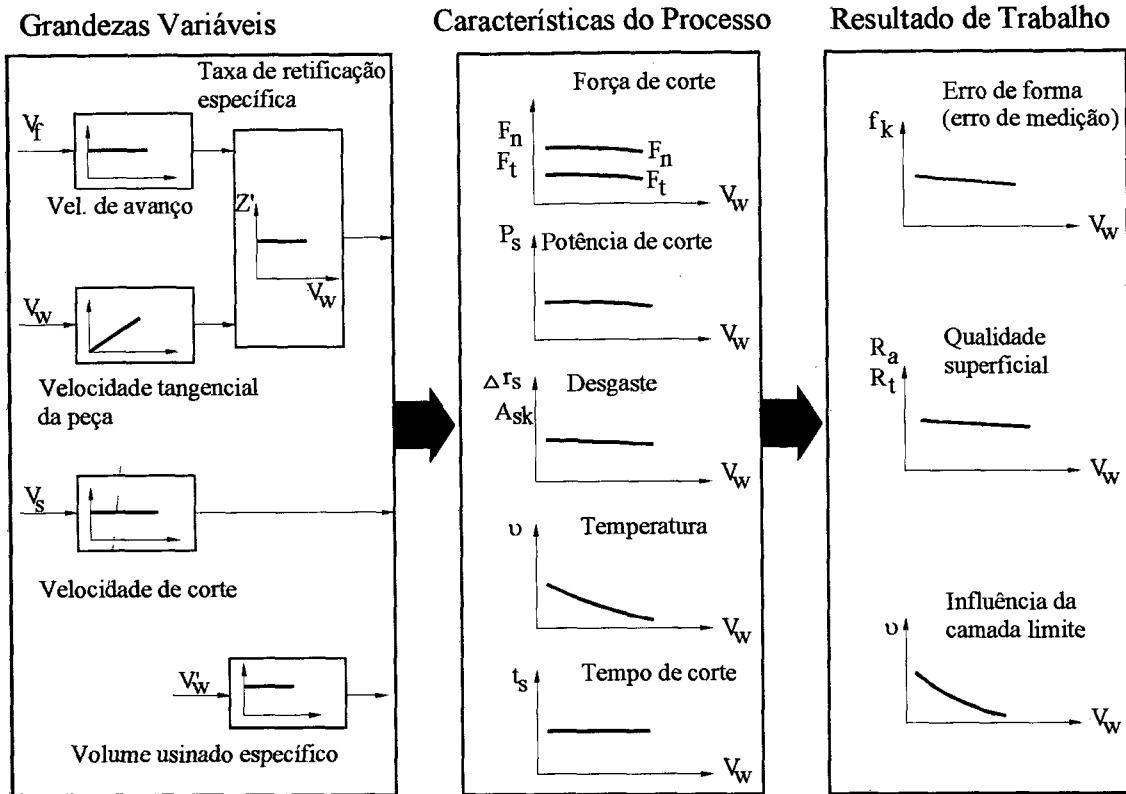 Grandezas Variáveis
Taxa de retificação
específica
V_f
Vel. de avanço
Z'
V_w
V_w
Velocidade tangencial
da peça
V_s
Velocidade de corte
V'_w
Volume usinado específico
Características do Processo
Força de corte
F_n
F_t
F_n
F_t
V_w
P_s
Potência de corte
V_w
Δr_s
A_sk
Desgaste
V_w
υ
Temperatura
V_w
t_s
Tempo de corte
V_w
Resultado de Trabalho
Erro de forma
(erro de medição)
f_k
V_w
R_a
R_t
Qualidade
superficial
V_w
Influência da
camada limite
υ
V_w